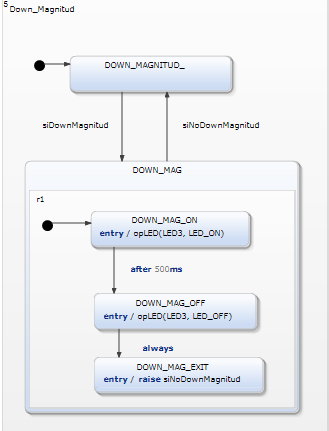 5
Down_Magnitud
DOWN_MAGNITUD_
siDownMagnitud
siNoDownMagnitud
DOWN_MAG
r1
DOWN_MAG_ON
entry / opLED(LED3, LED_ON)
after 500ms
DOWN_MAG_OFF
entry / opLED(LED3, LED_OFF)
always
DOWN_MAG_EXIT
entry / raise siNoDownMagnitud